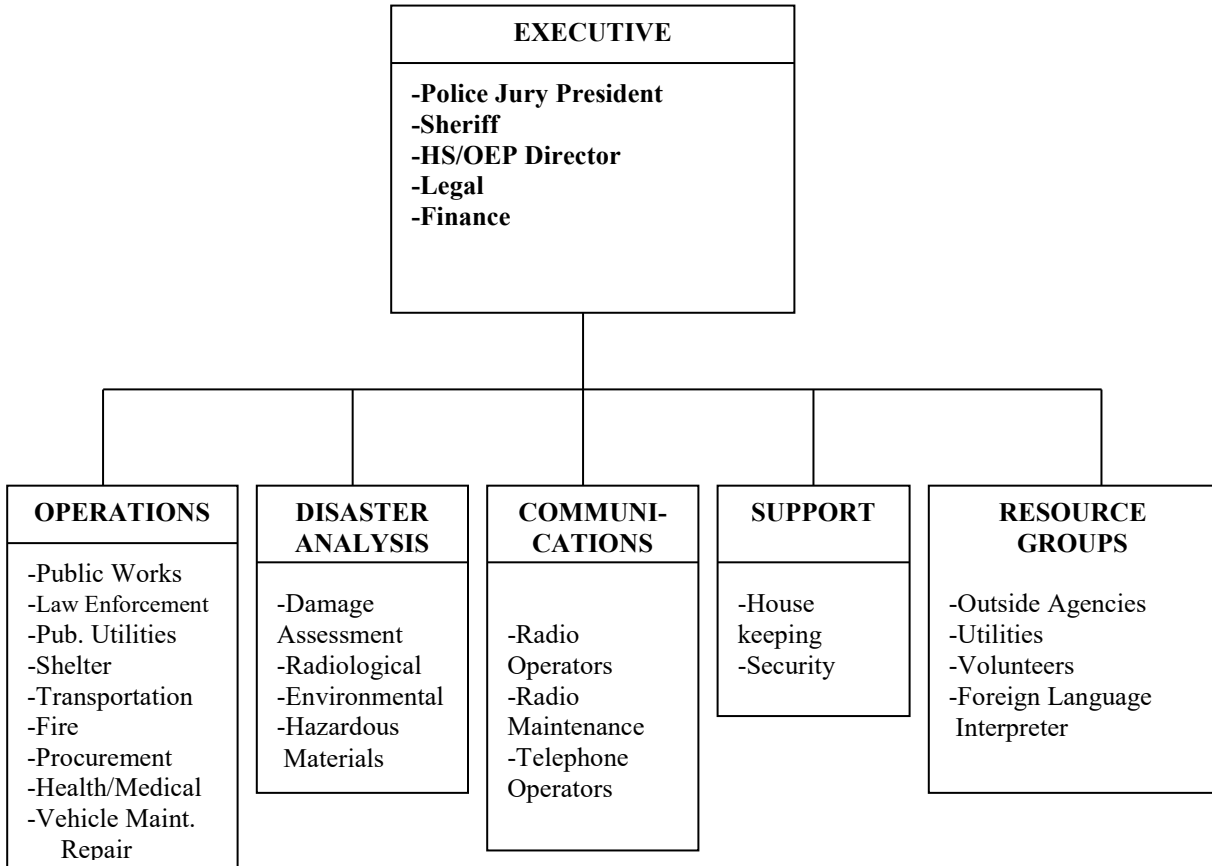 EXECUTIVE
-Police Jury President
-Sheriff
-HS/OEP Director
-Legal
-Finance
OPERATIONS
-Public Works
-Law Enforcement
-Pub. Utilities
-Shelter
-Transportation
-Fire
-Procurement
-Health/Medical
-Vehicle Maint.
Repair
DISASTER
ANALYSIS
-Damage
Assessment
-Radiological
-Environmental
-Hazardous
Materials
COMMUNI-
CATIONS
-Radio
Operators
-Radio
Maintenance
-Telephone
Operators
SUPPORT
-House
keeping
-Security
RESOURCE
GROUPS
-Outside Agencies
-Utilities
-Volunteers
-Foreign Language
Interpreter